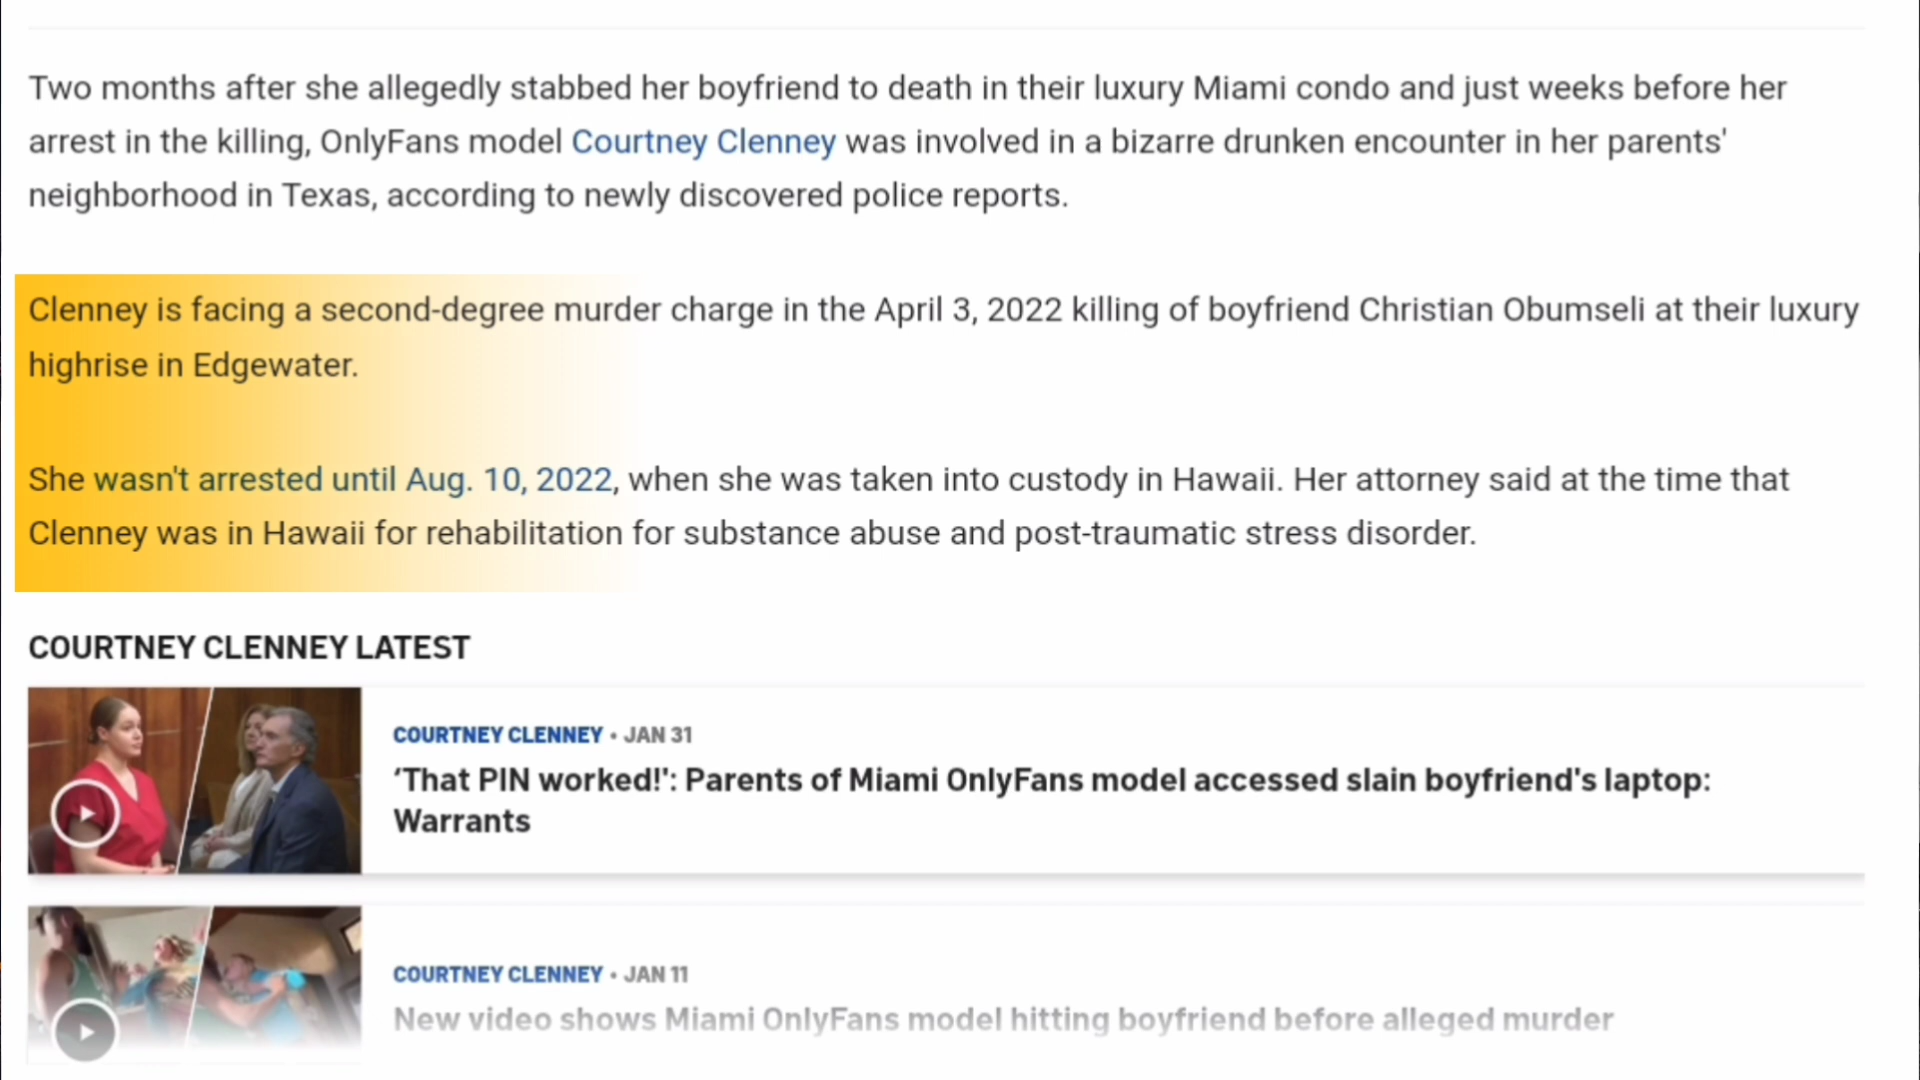 Two months after she allegedly stabbed her boyfriend to death in their luxury Miami condo and just weeks before her
arrest in the killing, OnlyFans model Courtney Clenney was involved in a bizarre drunken encounter in her parents'
neighborhood in Texas, according to newly discovered police reports.
Clenney is facing a second-degree murder charge in the April 3, 2022 killing of boyfriend Christian Obumseli at their luxury
highrise in Edgewater.
She wasn't arrested until Aug. 10, 2022, when she was taken into custody in Hawaii. Her attorney said at the time that
Clenney was in Hawaii for rehabilitation for substance abuse and post-traumatic stress disorder.
COURTNEY CLENNEY LATEST
COURTNEY CLENNEY • JAN 31
‘That PIN worked!': Parents of Miami OnlyFans model accessed slain boyfriend's laptop:
Warrants
COURTNEY CLENNEY • JAN 11
New video shows Miami OnlyFans model hitting boyfriend before alleged murder